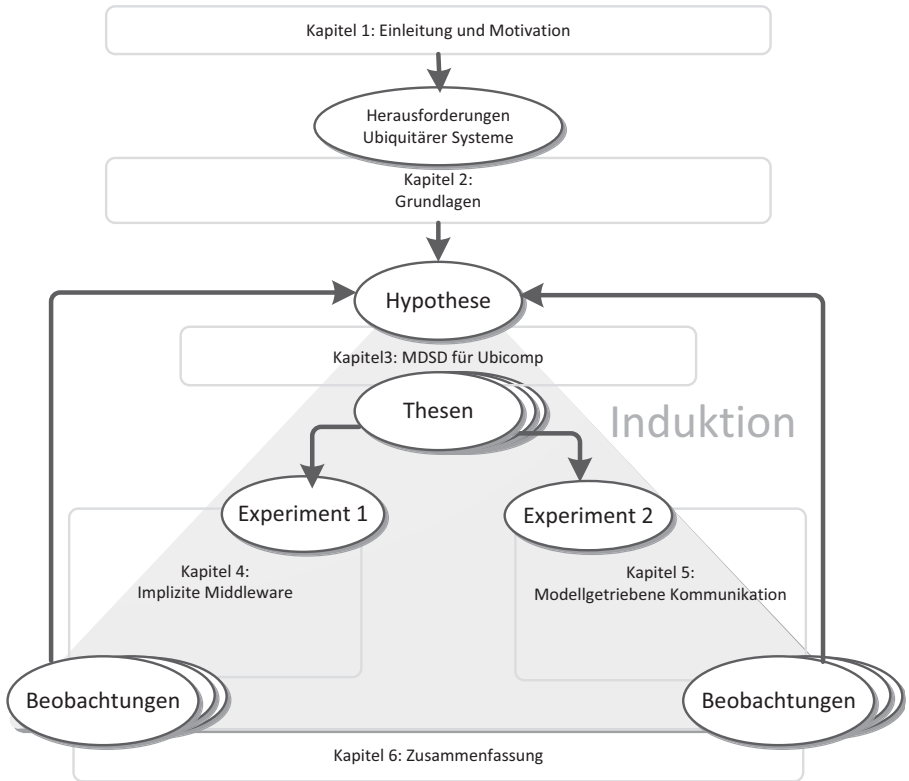 Kapitel 1: Einleitung und Motivation
Herausforderungen
Ubiquitärer Systeme
Kapitel 2:
Grundlagen
Hypothese
Kapitel3: MDSD für Ubicomp
Thesen
Induktion
Experiment 1
Experiment 2
Kapitel 4:
Implizite Middleware
Kapitel 5:
Modellgetriebene Kommunikation
Beobachtungen
Beobachtungen
Kapitel 6: Zusammenfassung